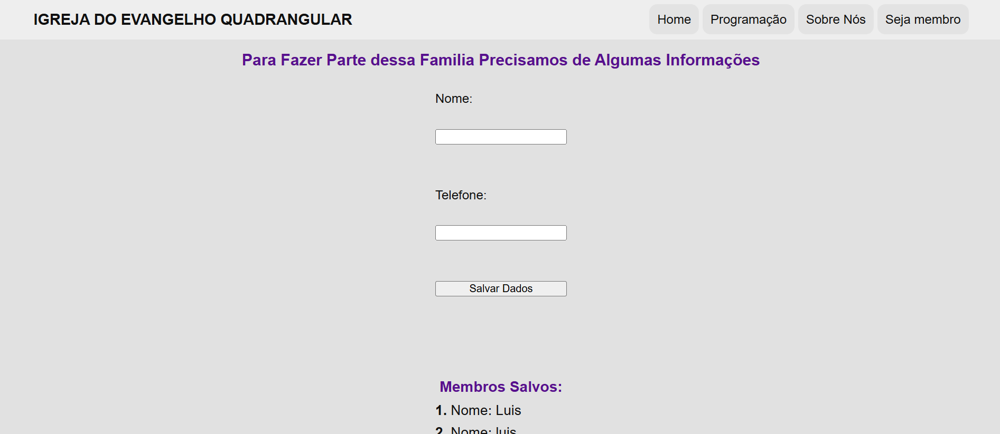 IGREJA DO EVANGELHO QUADRANGULAR
Home
Programação
Sobre Nós
Seja membro
Para Fazer Parte dessa Familia Precisamos de Algumas Informações
Nome:
Telefone:
Salvar Dados
Membros Salvos:
1. Nome: Luis
2. Nome: luis